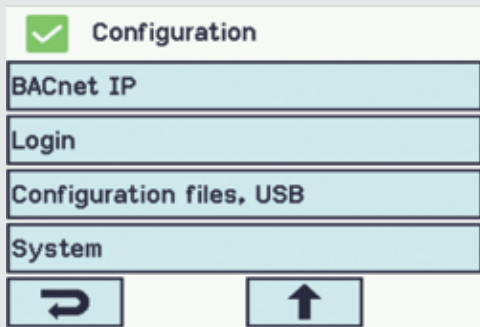 Configuration
BACnet IP
Login
Configuration files, USB
System